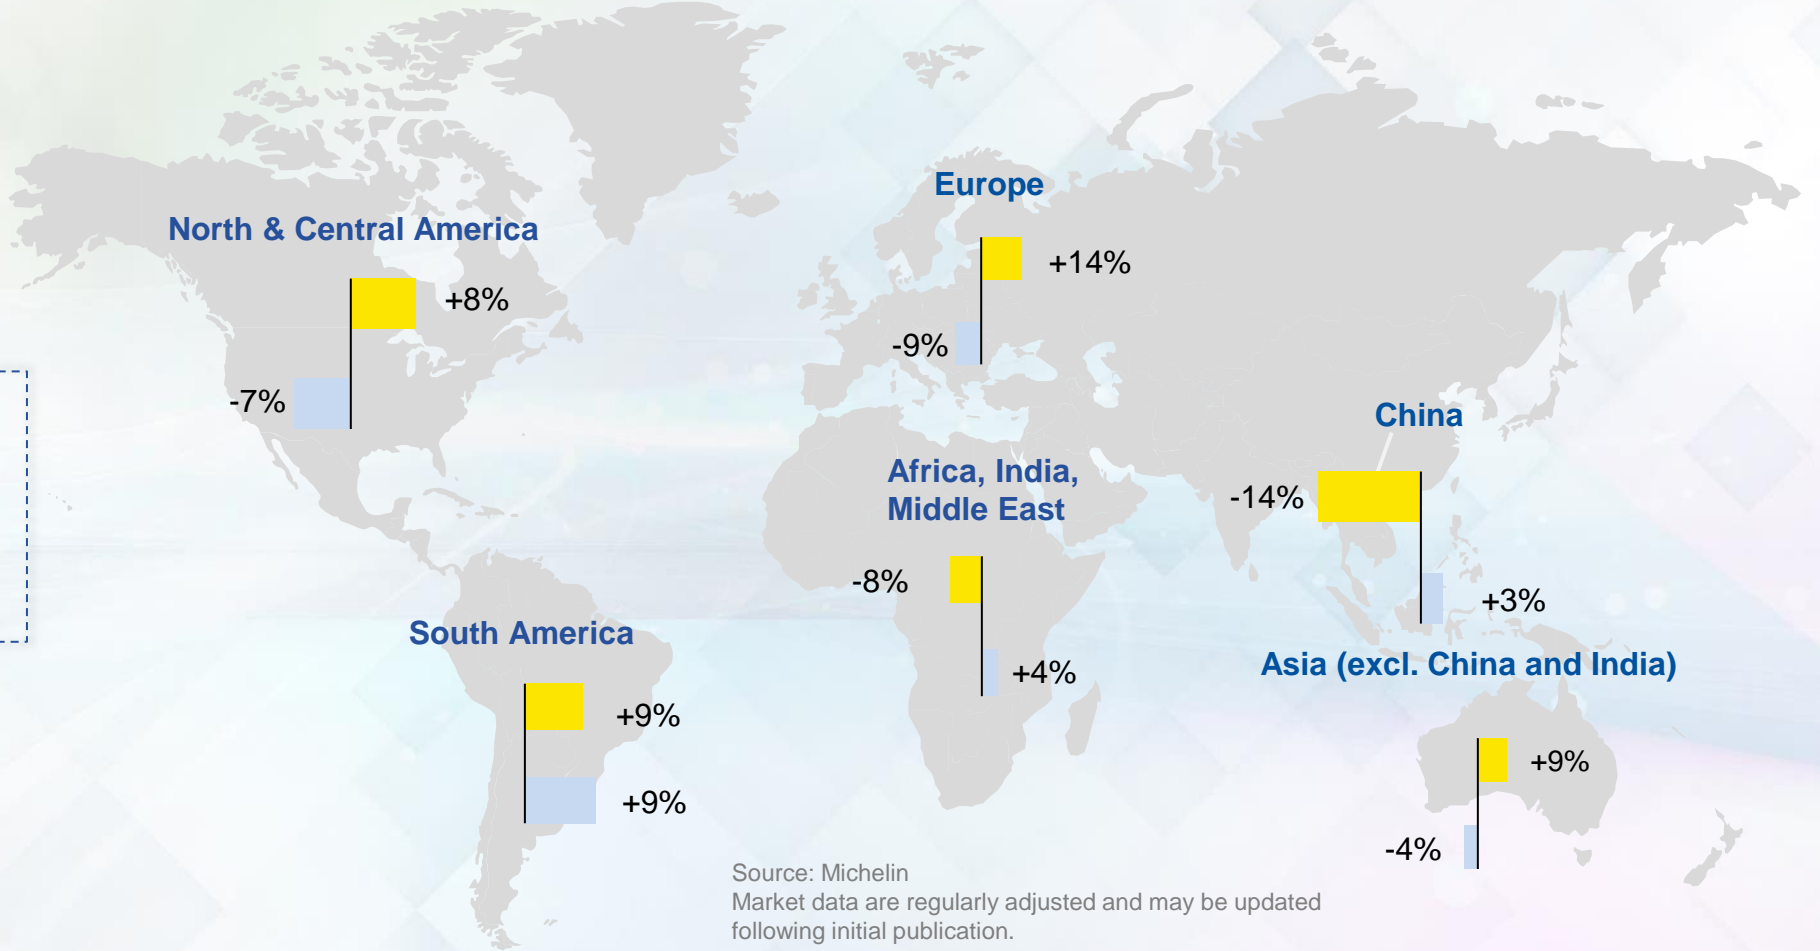 North & Central America
+8%
-7%
Europe
+14%
-9%
China
-14%
+3%
Africa, India,
Middle East
-8%
+4%
South America
+9%
+9%
Asia (excl. China and India)
+9%
-4%
Source: Michelin
Market data are regularly adjusted and may be updated
following initial publication.